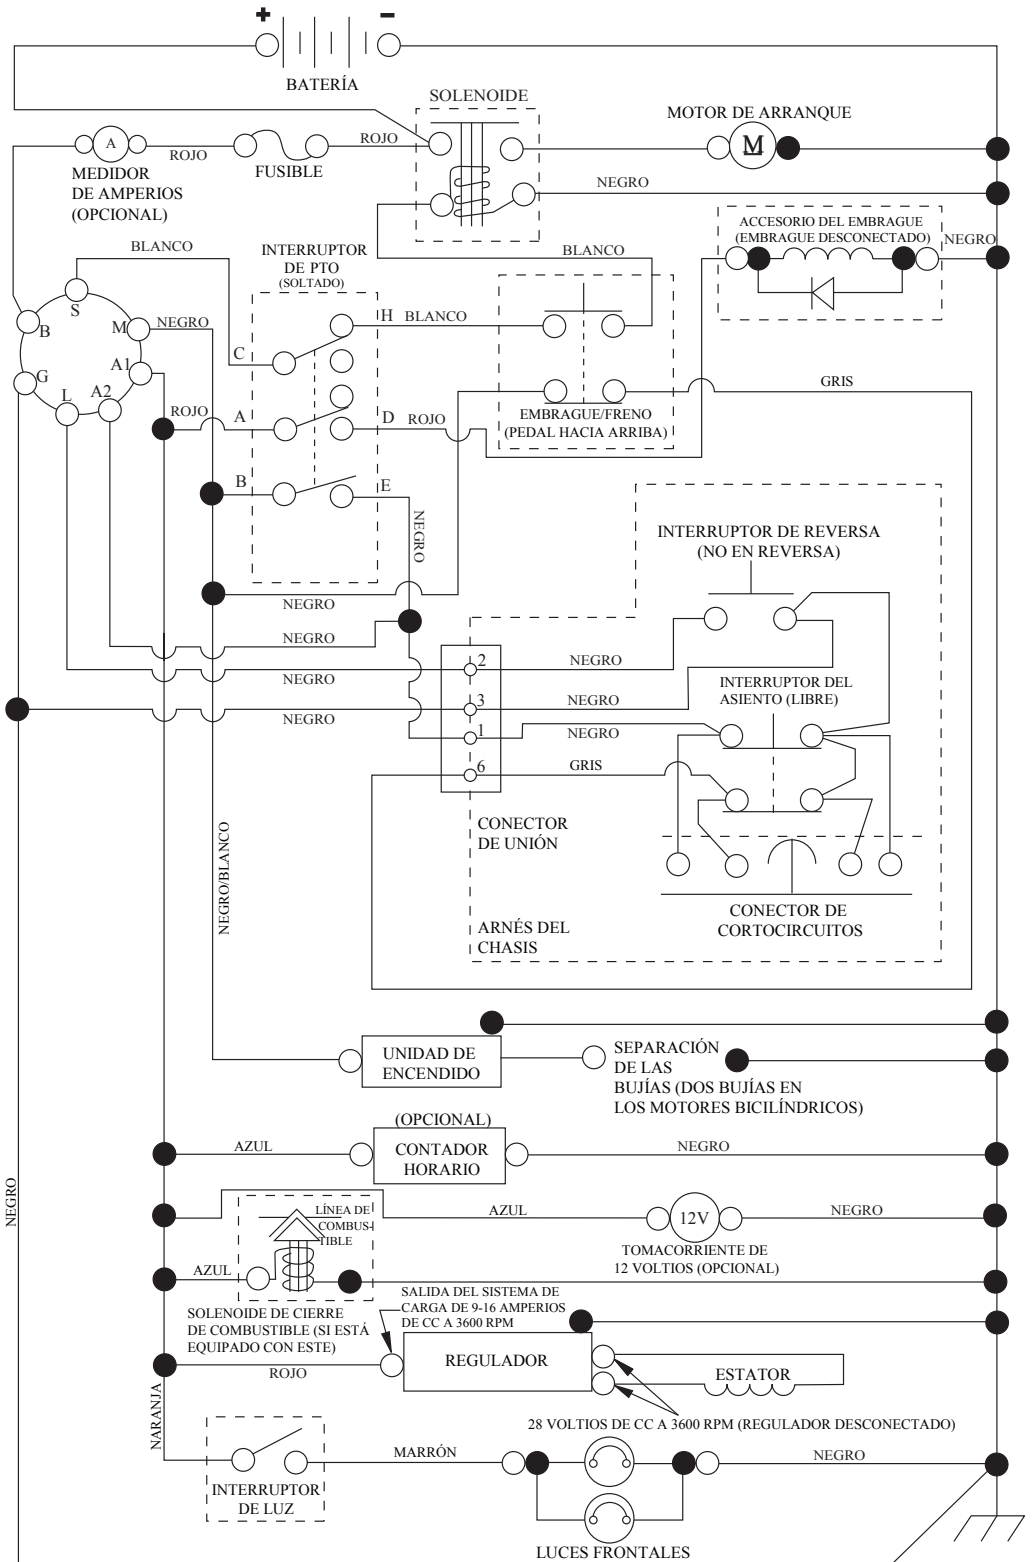 + -
BATERÍA
SOLENOIDE
MOTOR DE ARRANQUE
A
ROJO
ROJO
M
MEDIDOR
DE AMPERIOS
(OPCIONAL)
FUSIBLE
NEGRO
BLANCO
INTERRUPTOR
DE PTO
(SOLTADO)
BLANCO
ACCESORIO DEL EMBRAGUE
(EMBRAGUE DESCONECTADO)
NEGRO
S
B
M
NEGRO
H
BLANCO
C
A1
G
L
A2
GRIS
ROJO
A
D
ROJO
EMBRAGUE/FRENO
(PEDAL HACIA ARRIBA)
B
E
NEGRO
INTERRUPTOR DE REVERSA
(NO EN REVERSA)
NEGRO
NEGRO
2
NEGRO
NEGRO
INTERRUPTOR DEL
ASIENTO (LIBRE)
3
NEGRO
NEGRO
1
NEGRO
6
GRIS
CONECTOR
DE UNIÓN
NEGRO/BLANCO
CONECTOR DE
CORTOCIRCUITOS
ARNÉS DEL
CHASIS
UNIDAD DE
ENCENDIDO
SEPARACIÓN
DE LAS
BUJÍAS (DOS BUJÍAS EN
LOS MOTORES BICILÍNDRICOS)
(OPCIONAL)
AZUL
CONTADOR
HORARIO
NEGRO
NEGRO
LÍNEA DE
COMBUS-
TIBLE
AZUL
12V
NEGRO
TOMACORRIENTE DE
12 VOLTIOS (OPCIONAL)
AZUL
SALIDA DEL SISTEMA DE
CARGA DE 9-16 AMPERIOS
DE CC A 3600 RPM
SOLENOIDE DE CIERRE
DE COMBUSTIBLE (SI ESTÁ
EQUIPADO CON ESTE)
ROJO
REGULADOR
ESTATOR
NARANJA
28 VOLTIOS DE CC A 3600 RPM (REGULADOR DESCONECTADO)
MARRÓN
NEGRO
INTERRUPTOR
DE LUZ
LUCES FRONTALES